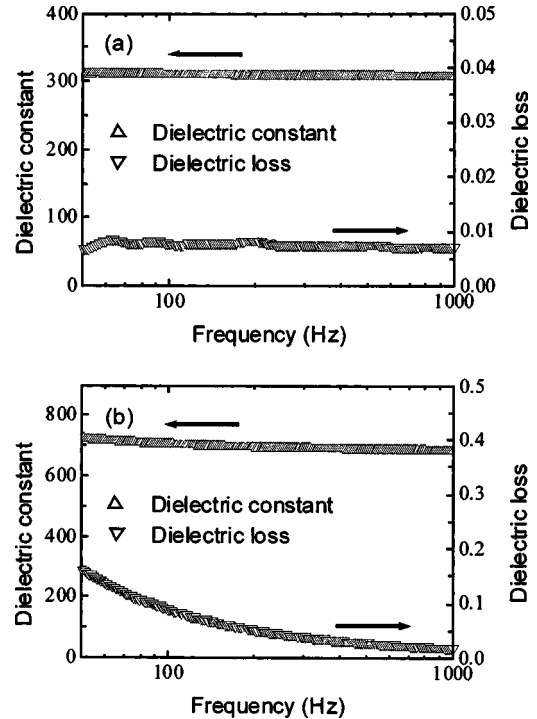 400
0.05
(a)
300
0.04
0.03
△ Dielectric constant
200
▽ Dielectric loss
0.02
100
0.01
0
0.00
100
1000
Dielectric constant
Dielectric loss
Frequency (Hz)
0.5
800
(b)
0.4
600
0.3
△ Dielectric constant
400
▽ Dielectric loss
0.2
200
0.1
0
0.0
100
1000
Dielectric constant
Dielectric loss
Frequency (Hz)